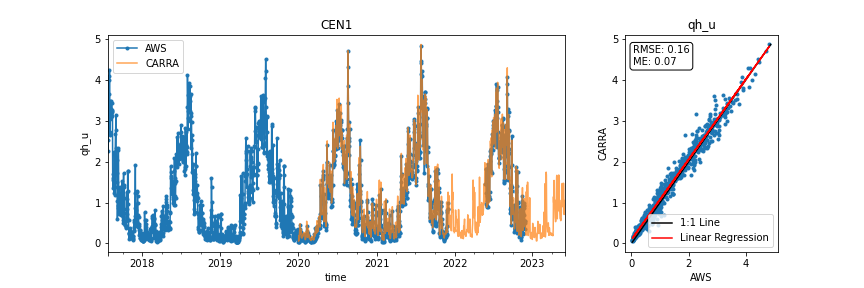 CEN1
AWS
CARRA
qh_u
5
4
3
2
1
0
2018
2019
2020
2021
2022
2023
time
qh_u
RMSE: 0.16
ME: 0.07
CARRA
5
4
3
2
1
0
1:1 Line
Linear Regression
0
2
4
AWS